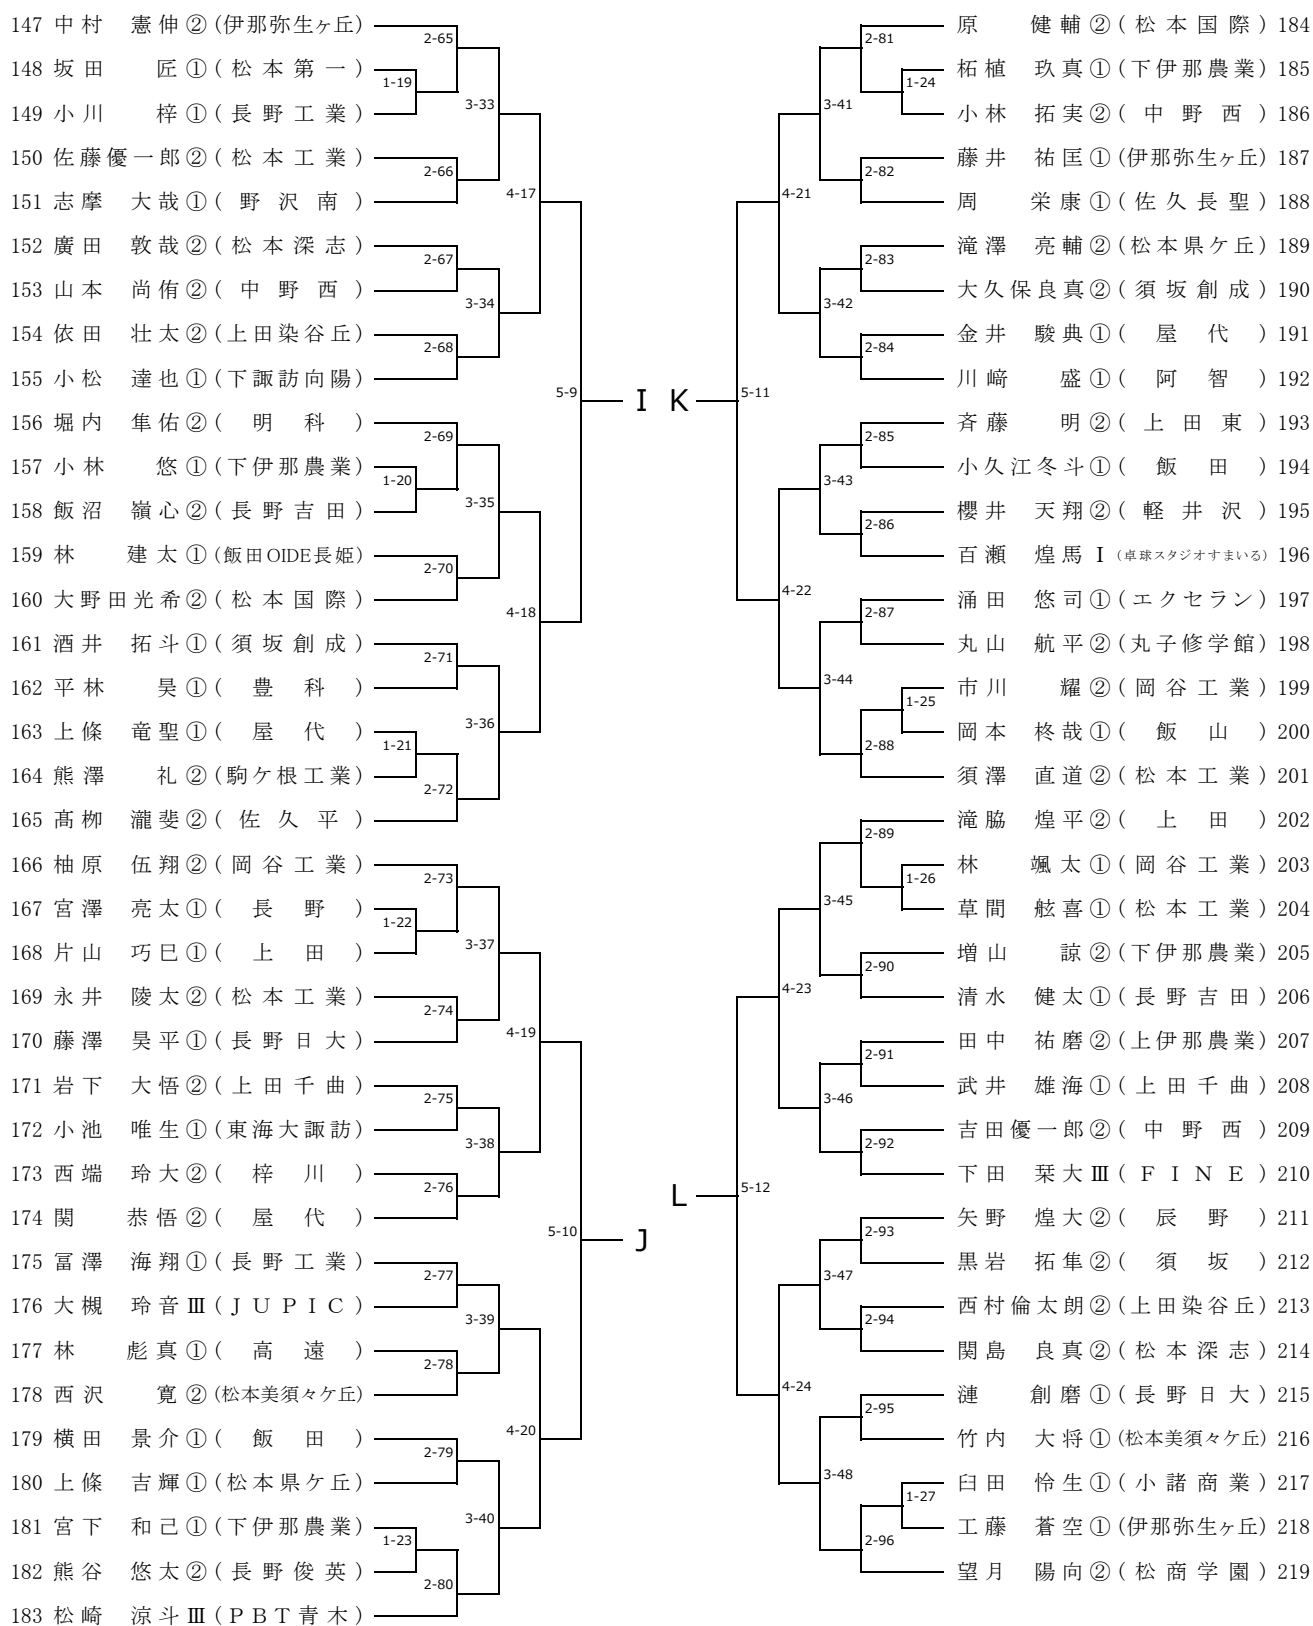 147 中村 憲伸② (伊那弥生ヶ丘)
148 坂田 匠① (松本第一)
149 小川 梓① (長野工業)
150 佐藤優一郎② (松本工業)
151 志摩 大哉① (野沢南)
152 廣田 敦哉② (松本深志)
153 山本 尚侑② (中野西)
154 依田 壮太② (上田染谷丘)
155 小松 達也① (下諏訪向陽)
156 堀内 隼佑② (明科)
157 小林 悠① (下伊那農業)
158 飯沼 嶺心② (長野吉田)
159 林 建太① (飯田OIDE長姫)
160 大野田光希② (松本国際)
161 酒井 拓斗① (須坂創成)
162 平林 昊① (豊科)
163 上條 竜聖① (屋代)
164 熊澤 礼② (駒ケ根工業)
165 髙栁 瀧斐② (佐久平)
166 柚原 伍翔② (岡谷工業)
167 宮澤 亮太① (長野)
168 片山 巧巳① (上田)
169 永井 陵太② (松本工業)
170 藤澤 昊平① (長野日大)
171 岩下 大悟② (上田千曲)
172 小池 唯生① (東海大諏訪)
173 西端 玲大② (梓川)
174 関 恭悟② (屋代)
175 冨澤 海翔① (長野工業)
176 大槻 玲音Ⅲ (JUPIC)
177 林 彪真① (高遠)
178 西沢 寛② (松本美須々ケ丘)
179 横田 景介① (飯田)
180 上條 吉輝① (松本県ケ丘)
181 宮下 和己① (下伊那農業)
182 熊谷 悠太② (長野俊英)
183 松崎 涼斗Ⅲ (PBT青木)
1-19
1-20
1-21
1-22
1-23
2-65
2-66
2-67
2-68
2-69
2-70
2-71
2-72
2-73
2-74
2-75
2-76
2-77
2-78
2-79
2-80
3-33
3-34
3-35
3-36
3-37
3-38
3-39
3-40
4-17
4-18
4-19
4-20
5-9
5-10
I
J
K
L
5-11
5-12
4-21
4-22
4-23
4-24
3-41
3-42
3-43
3-44
3-45
3-46
3-47
3-48
2-81
2-82
2-83
2-84
2-85
2-86
2-87
2-88
2-89
2-90
2-91
2-92
2-93
2-94
2-95
2-96
1-24
1-25
1-26
1-27
原 健輔② (松本国際) 184
柘植 玖真① (下伊那農業) 185
小林 拓実② (中野西) 186
藤井 祐匡① (伊那弥生ヶ丘) 187
周 栄康① (佐久長聖) 188
滝澤 亮輔② (松本県ケ丘) 189
大久保良真② (須坂創成) 190
金井 駿典① (屋代) 191
川﨑 盛① (阿智) 192
斉藤 明② (上田東) 193
小久江冬斗① (飯田) 194
櫻井 天翔② (軽井沢) 195
百瀬 煌馬Ⅰ (卓球スタジオすまいる) 196
涌田 悠司① (エクセラン) 197
丸山 航平② (丸子修学館) 198
市川 耀② (岡谷工業) 199
岡本 柊哉① (飯山) 200
須澤 直道② (松本工業) 201
滝脇 煌平② (上田) 202
林 颯太① (岡谷工業) 203
草間 舷喜① (松本工業) 204
増山 諒② (下伊那農業) 205
清水 健太① (長野吉田) 206
田中 祐磨② (上伊那農業) 207
武井 雄海① (上田千曲) 208
吉田優一郎② (中野西) 209
下田 栞大Ⅲ (FINE) 210
矢野 煌大② (辰野) 211
黒岩 拓隼② (須坂) 212
西村倫太朗② (上田染谷丘) 213
関島 良真② (松本深志) 214
漣 創磨① (長野日大) 215
竹内 大将① (松本美須々ケ丘) 216
臼田 怜生① (小諸商業) 217
工藤 蒼空① (伊那弥生ヶ丘) 218
望月 陽向② (松商学園) 219